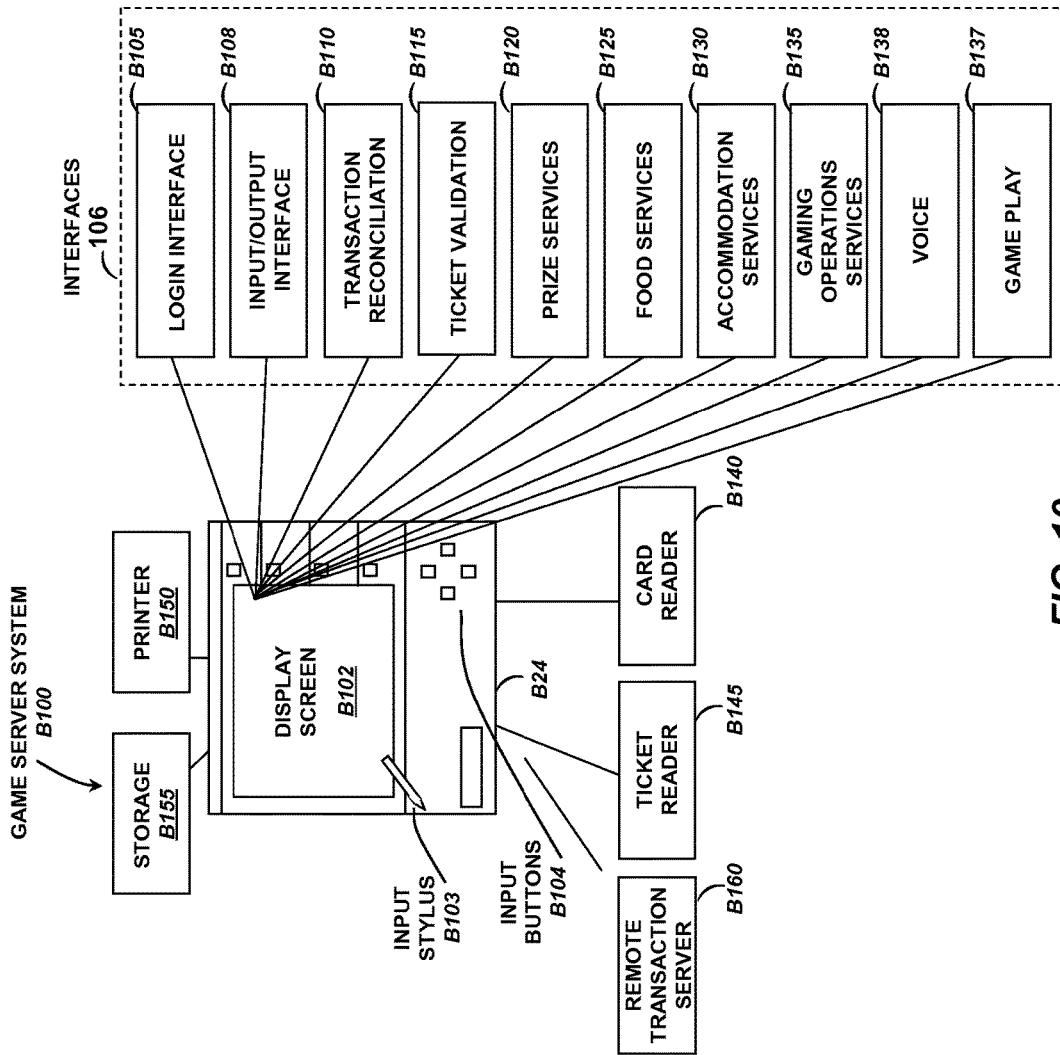 GAME SERVER SYSTEM
B100
STORAGE
B155
PRINTER
B150
DISPLAY
SCREEN
B102
INPUT
STYLUS
B103
INPUT
BUTTONS
B104
B24
REMOTE
TRANSACTION
SERVER
B160
TICKET
READER
B145
CARD
READER
B140
INTERFACES
106
LOGIN INTERFACE
B105
INPUT/OUTPUT
INTERFACE
B108
TRANSACTION
RECONCILIATION
B110
TICKET VALIDATION
B115
PRIZE SERVICES
B120
FOOD SERVICES
B125
ACCOMMODATION
SERVICES
B130
GAMING
OPERATIONS
SERVICES
B135
VOICE
B138
GAME PLAY
B137